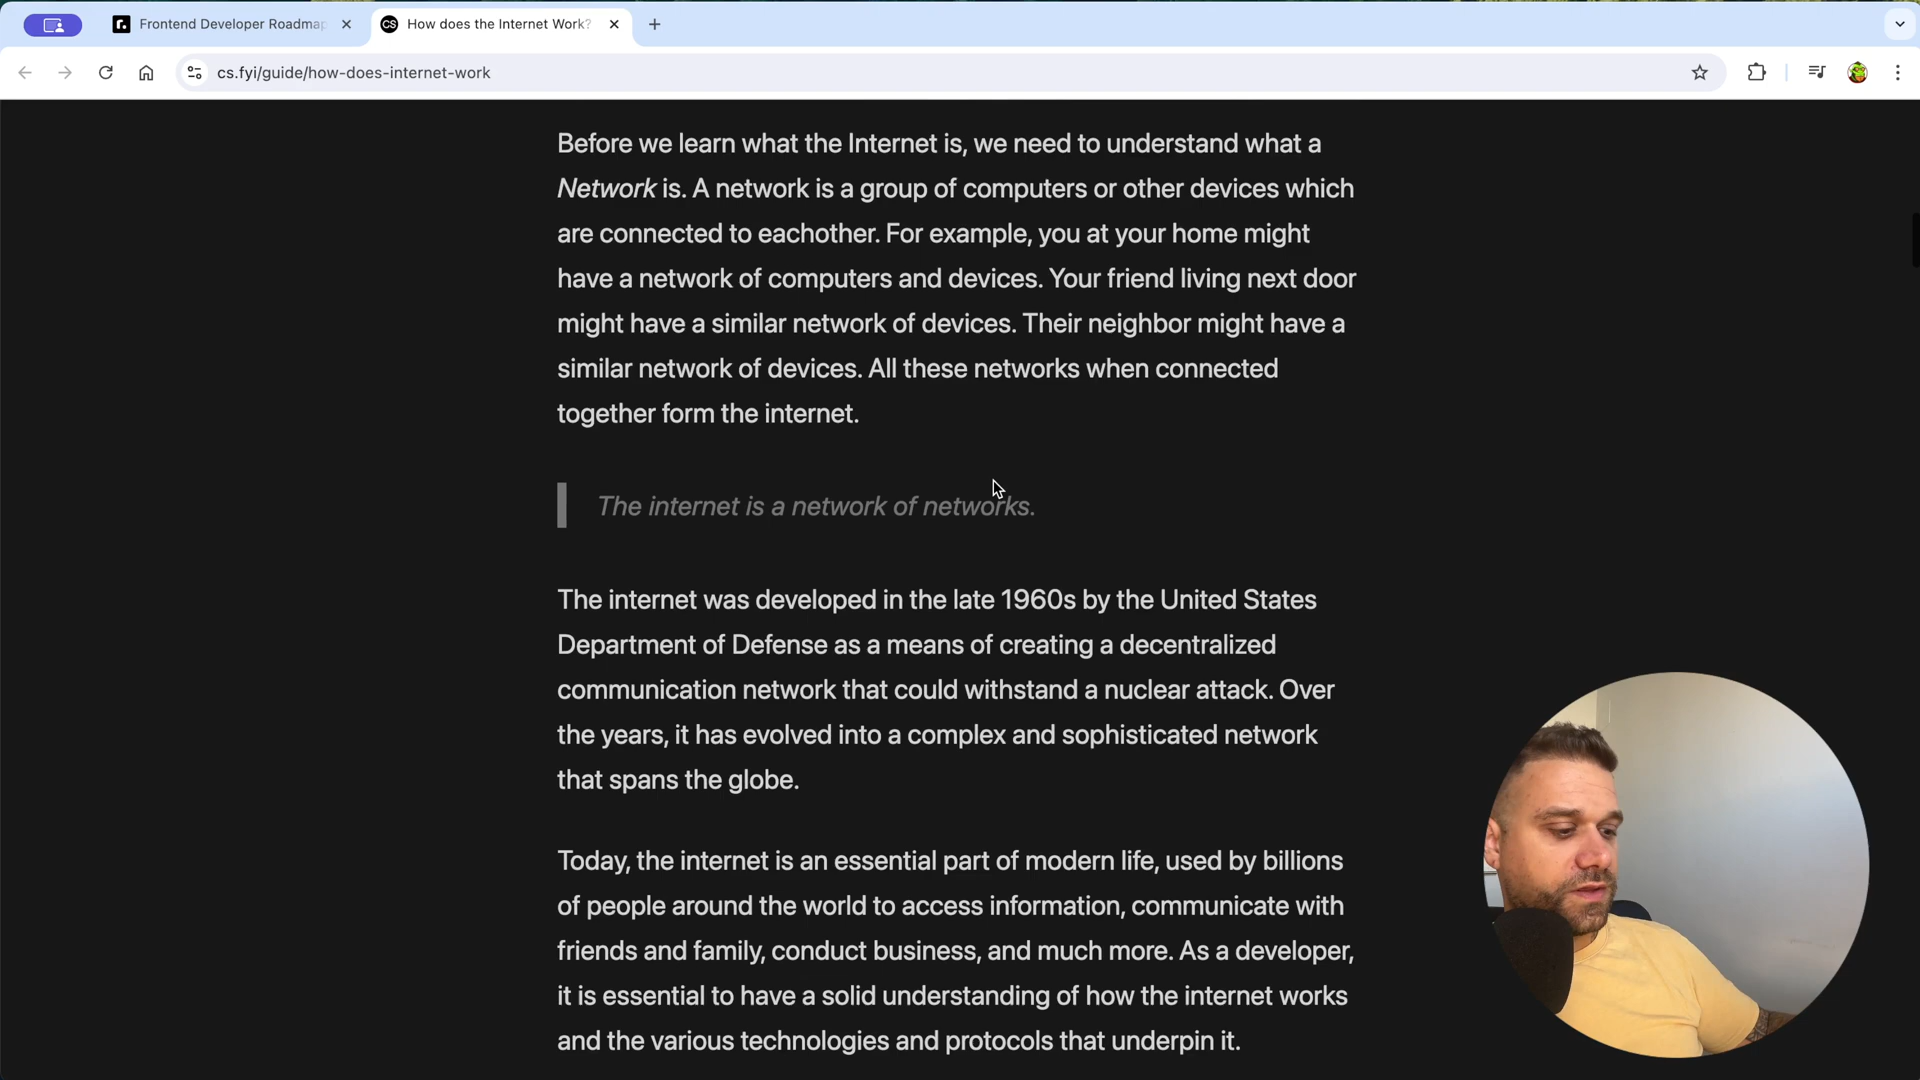 Frontend Developer Roadmap
How does the Internet Work?
cs.fyi/guide/how-does-internet-work
Before we learn what the Internet is, we need to understand what a
Network is. A network is a group of computers or other devices which
are connected to eachother. For example, you at your home might
have a network of computers and devices. Your friend living next door
might have a similar network of devices. Their neighbor might have a
similar network of devices. All these networks when connected
together form the internet.
The internet is a network of networks.
The internet was developed in the late 1960s by the United States
Department of Defense as a means of creating a decentralized
communication network that could withstand a nuclear attack. Over
the years, it has evolved into a complex and sophisticated network
that spans the globe.
Today, the internet is an essential part of modern life, used by billions
of people around the world to access information, communicate with
friends and family, conduct business, and much more. As a developer,
it is essential to have a solid understanding of how the internet works
and the various technologies and protocols that underpin it.